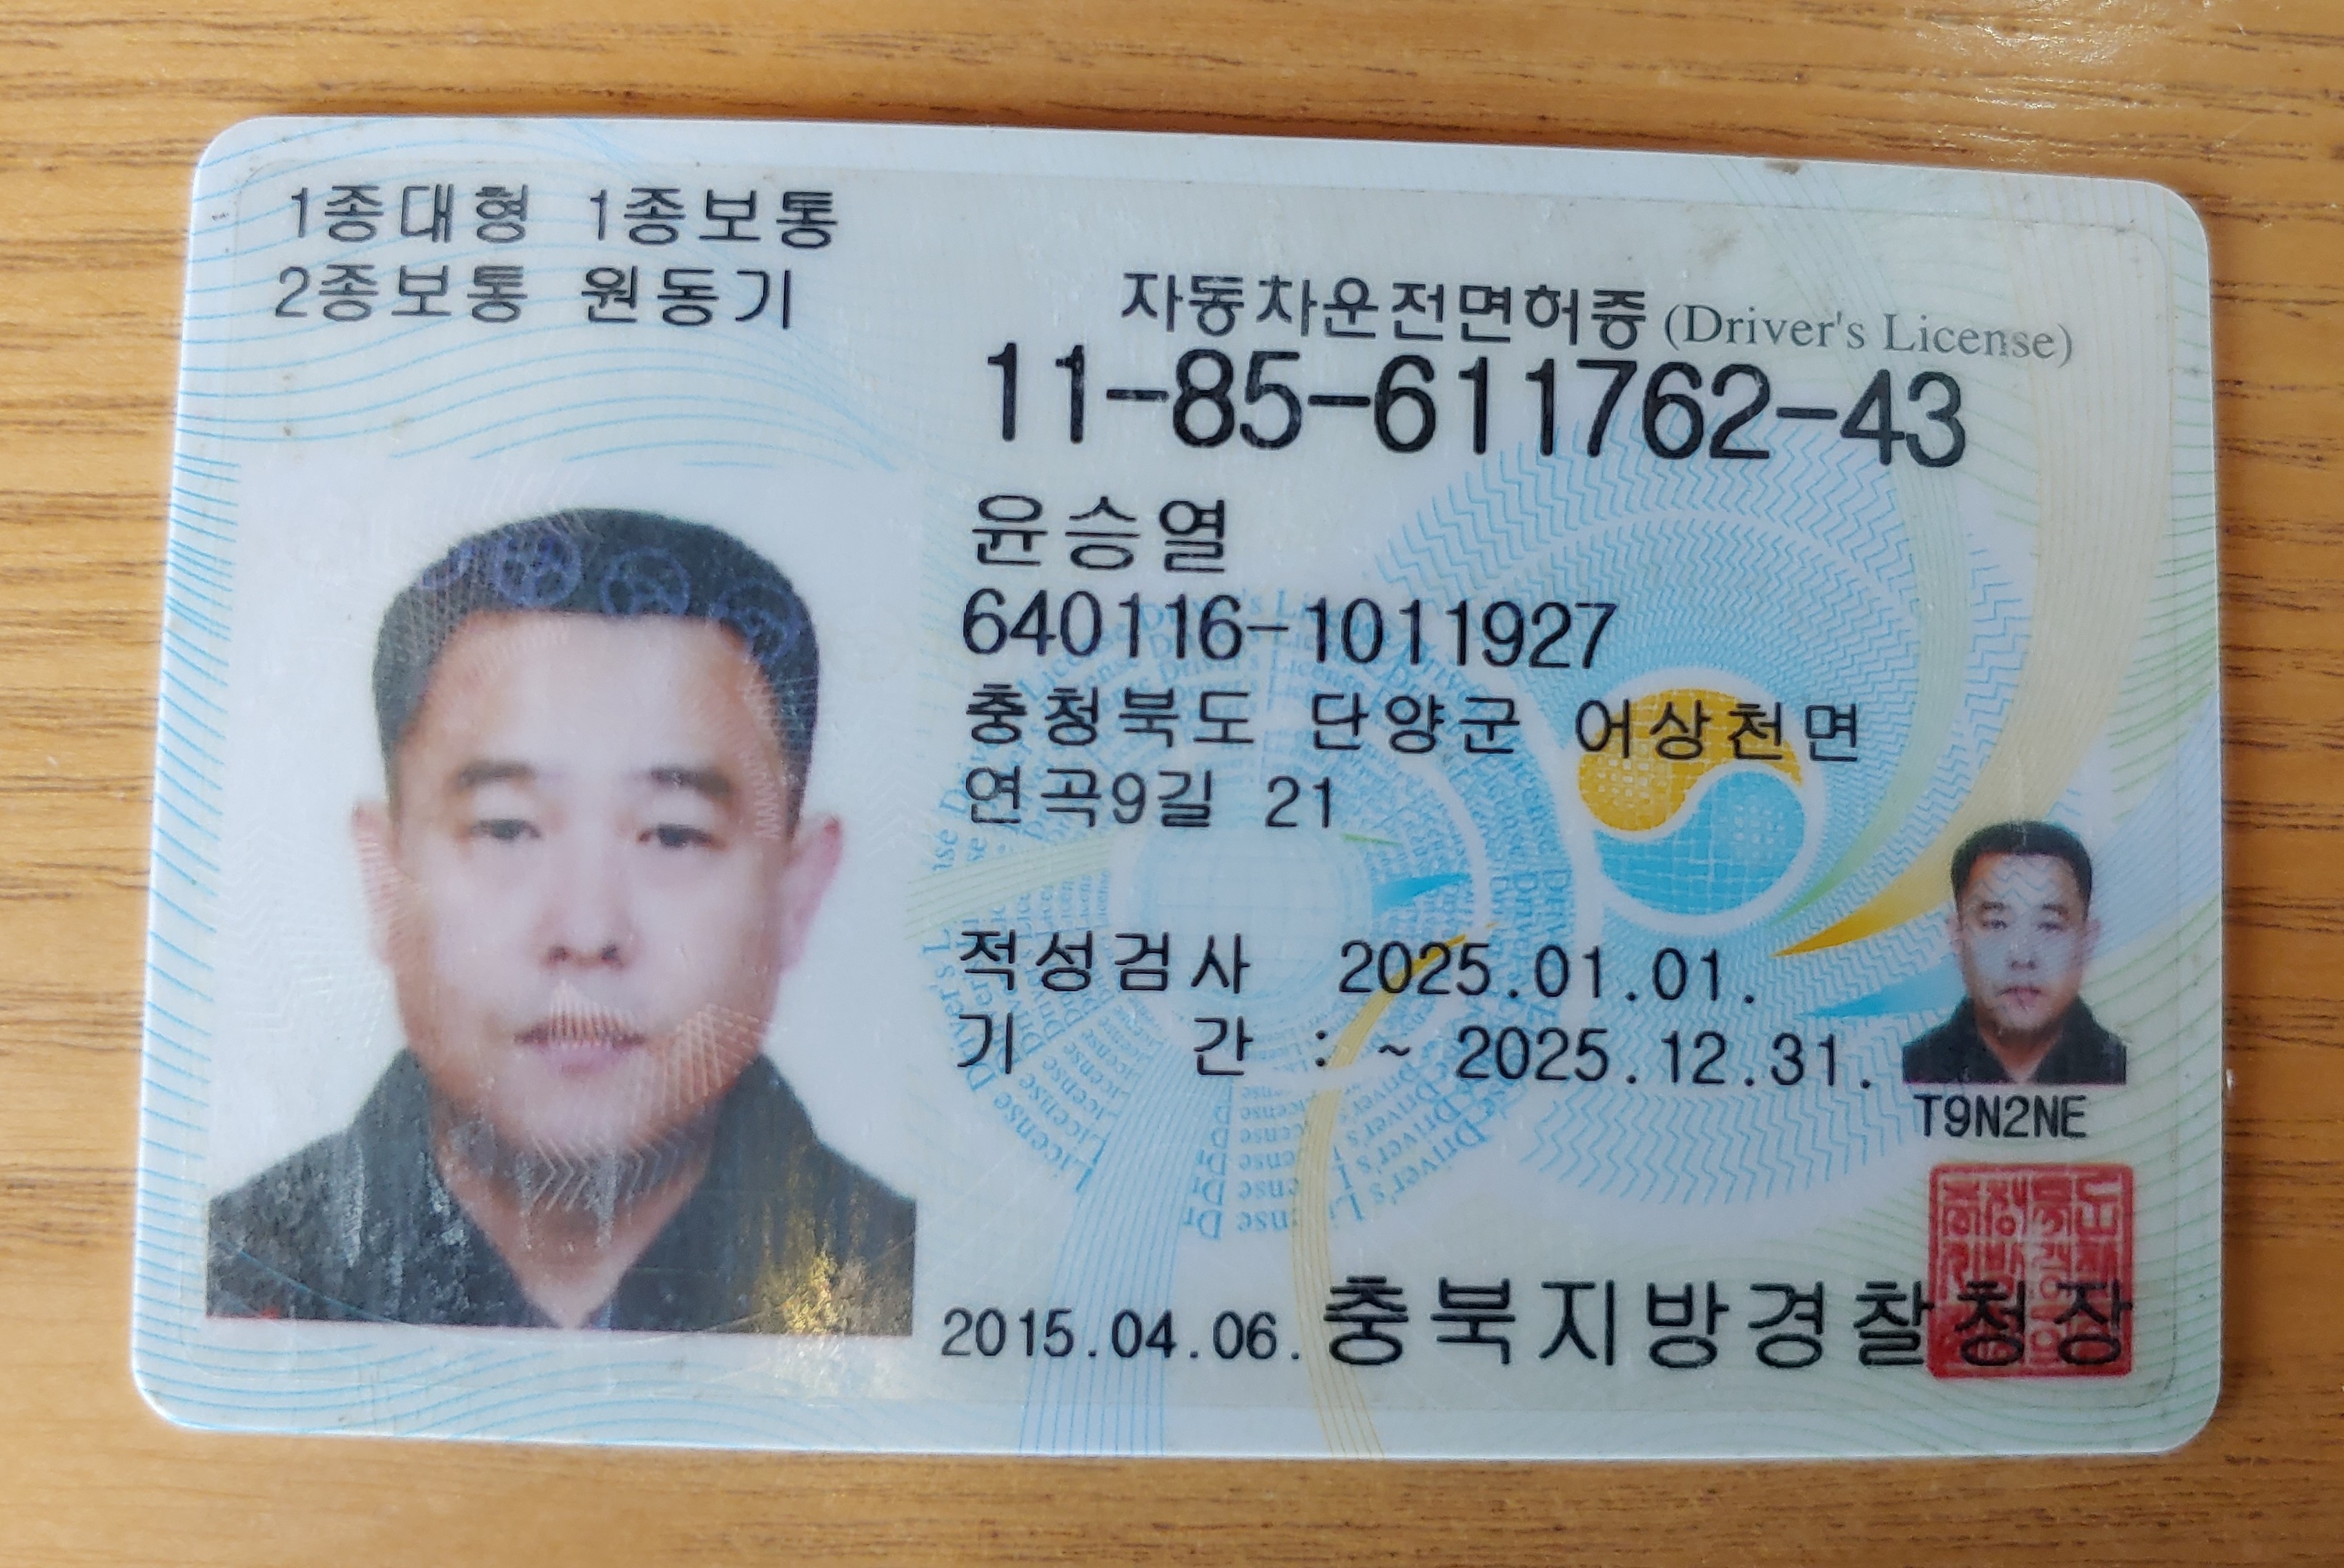 1종대형 1종보통
2종보통 원동기
자동차운전면허증 (Driver's License)
11-85-611762-43
윤승열
640116-1011927
충청북도 단양군 어상천면
연곡9길 21
적성검사 2025.01.01.
기 간 : ~ 2025.12.31.
T9N2NE
2015.04.06. 충북지방경찰청장